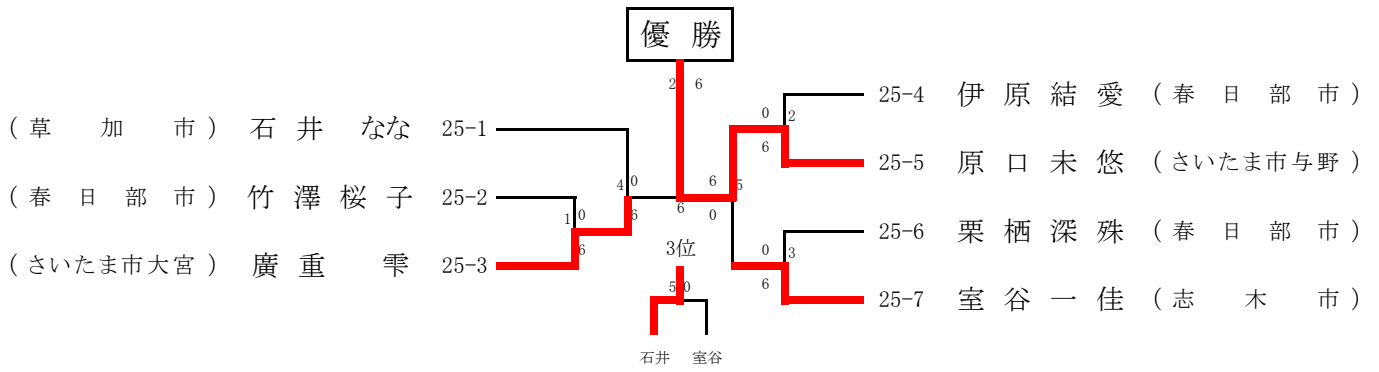 優 勝
2 6
25-4 伊 原 結 愛 ( 春 日 部 市 )
0 2
( 草 加 市 ) 石 井 なな 25-1
6
25-5 原 口 未 悠 ( さいたま市与野 )
4 0
6 5
( 春 日 部 市 ) 竹 澤 桜 子 25-2
1 0
6
6
0
25-6 栗 栖 深 殊 ( 春 日 部 市 )
6
3位
0 3
( さいたま市大宮 ) 廣 重 雫 25-3
5 0
6
25-7 室 谷 一 佳 ( 志 木 市 )
石井 室谷